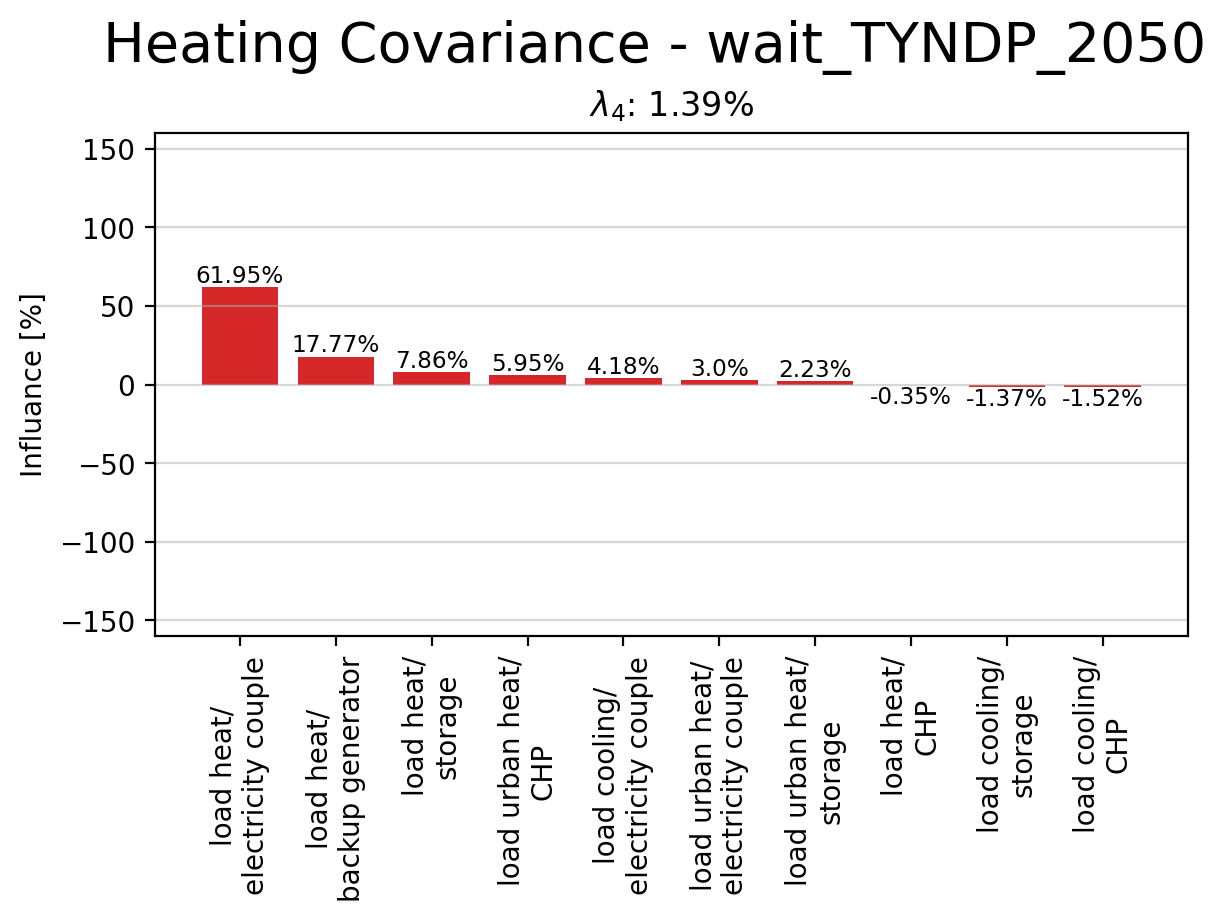 Heating Covariance - wait_TYNDP_2050
λ4: 1.39%
Influance [%]
150
100
50
0
−50
−100
−150
61.95%
17.77%
7.86%
5.95%
4.18%
3.0%
2.23%
-0.35%
-1.37%
-1.52%
load heat/
electricity couple
load heat/
backup generator
load heat/
storage
load urban heat/
CHP
load cooling/
electricity couple
load urban heat/
electricity couple
load urban heat/
storage
load heat/
CHP
load cooling/
storage
load cooling/
CHP